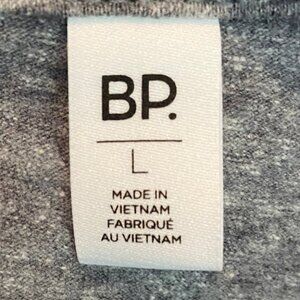 BP.
L
MADE IN
VIETNAM
FABRIQUÉ
AU VIETNAM